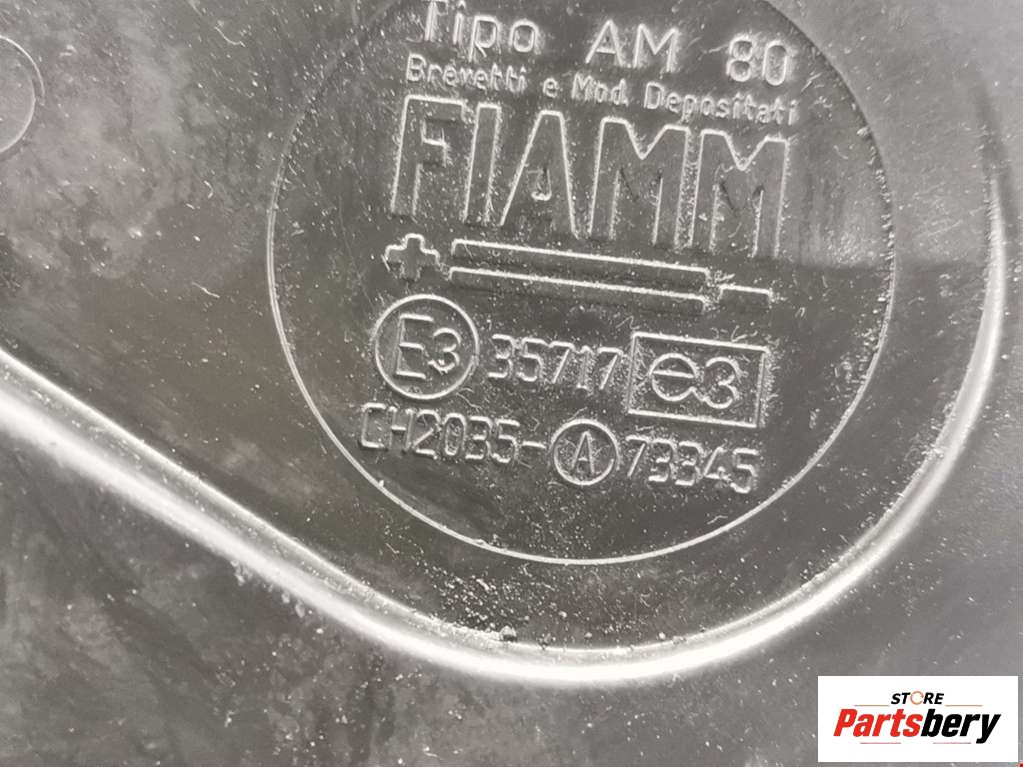 Tipo AM 80
Brevetti e Mod. Depositati
FIAMM
+ -
E3 35717 e3
CH2035-A 73345
STORE
Partsbery